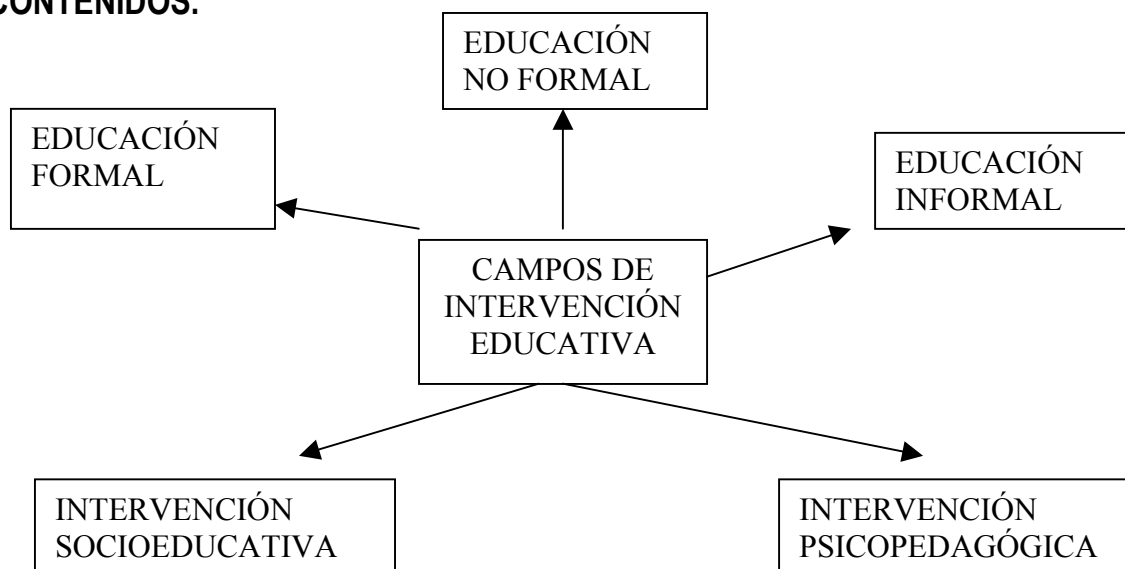 CONTENIDOS.
EDUCACIÓN
NO FORMAL
EDUCACIÓN
FORMAL
EDUCACIÓN
INFORMAL
CAMPOS DE
INTERVENCIÓN
EDUCATIVA
INTERVENCIÓN
SOCIOEDUCATIVA
INTERVENCIÓN
PSICOPEDAGÓGICA